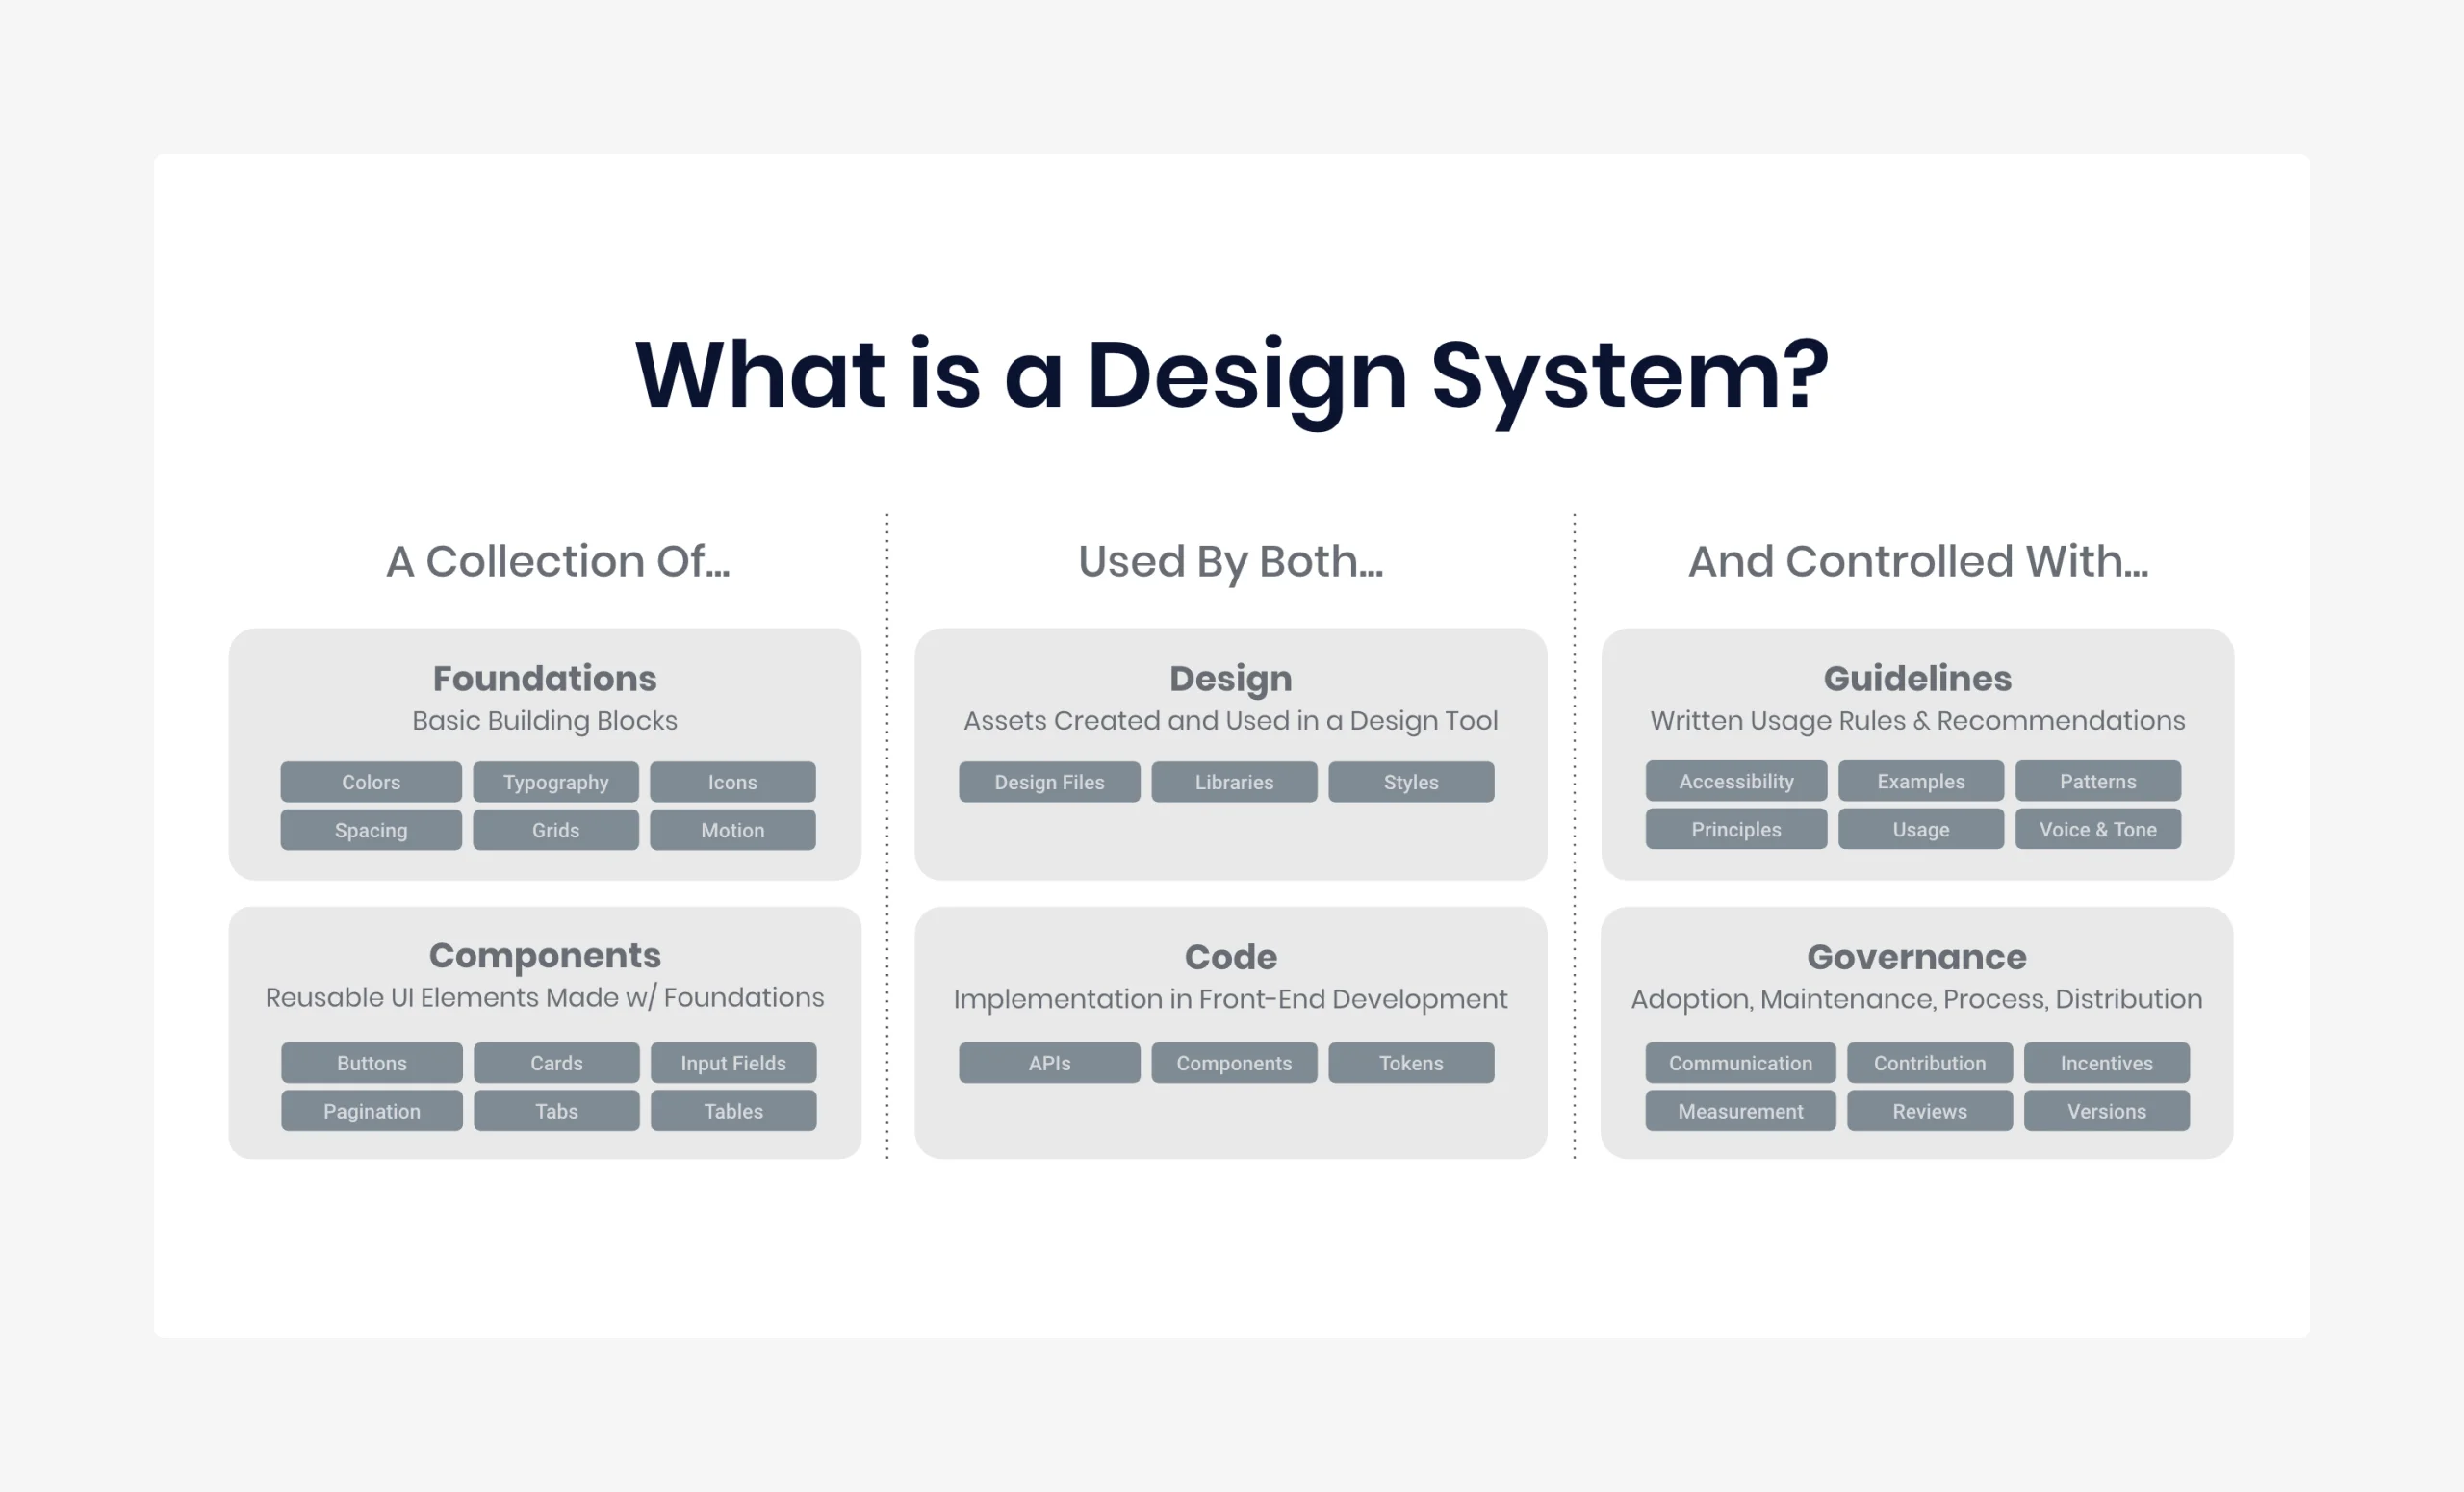 What is a Design System?
A Collection Of...
Foundations
Basic Building Blocks
Colors
Typography
Icons
Spacing
Grids
Motion
Components
Reusable UI Elements Made w/ Foundations
Buttons
Cards
Input Fields
Pagination
Tabs
Tables
Used By Both...
Design
Assets Created and Used in a Design Tool
Design Files
Libraries
Styles
Code
Implementation in Front-End Development
APIs
Components
Tokens
And Controlled With...
Guidelines
Written Usage Rules & Recommendations
Accessibility
Examples
Patterns
Principles
Usage
Voice & Tone
Governance
Adoption, Maintenance, Process, Distribution
Communication
Contribution
Incentives
Measurement
Reviews
Versions